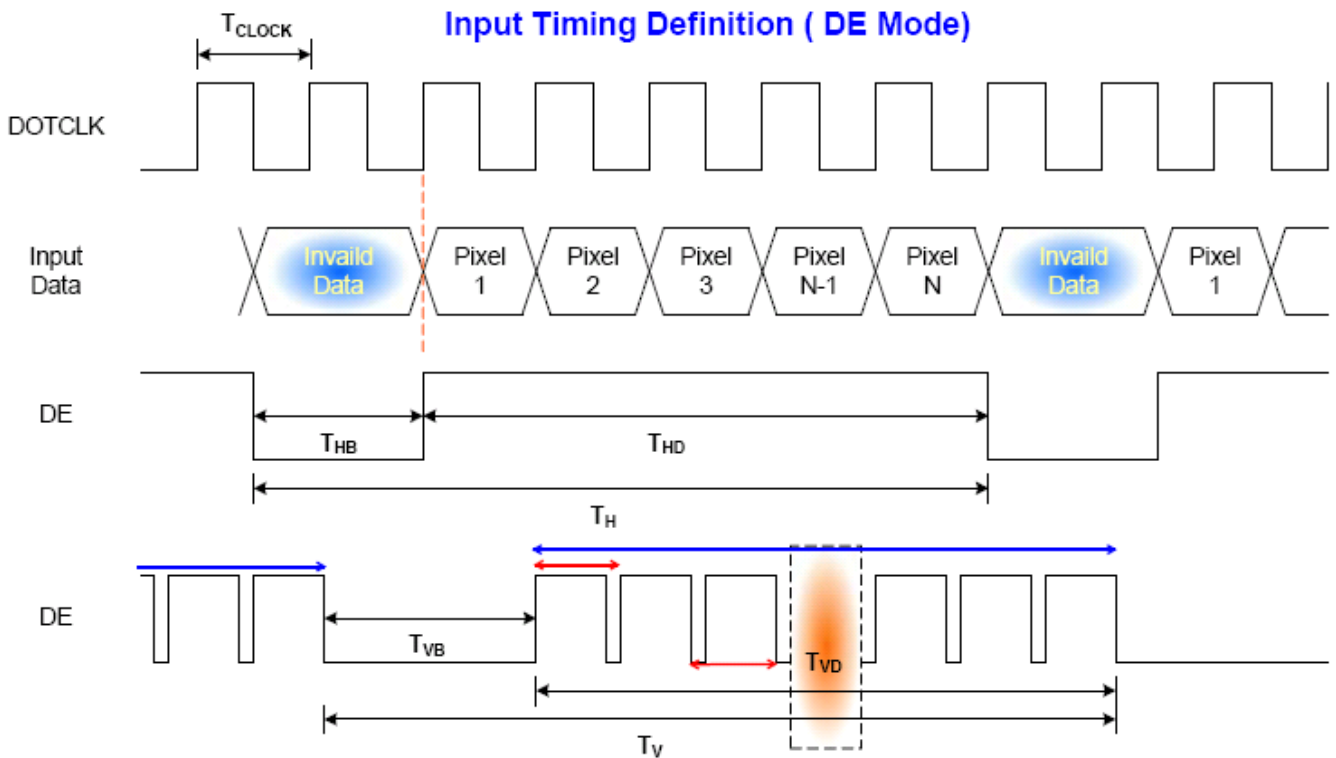 Input Timing Definition ( DE Mode)
TCLOCK
DOTCLK
Input
Data
Invaild
Data
Pixel
1
Pixel
2
Pixel
3
Pixel
N-1
Pixel
N
Invaild
Data
Pixel
1
DE
THB
THD
TH
DE
TVB
TVD
TV